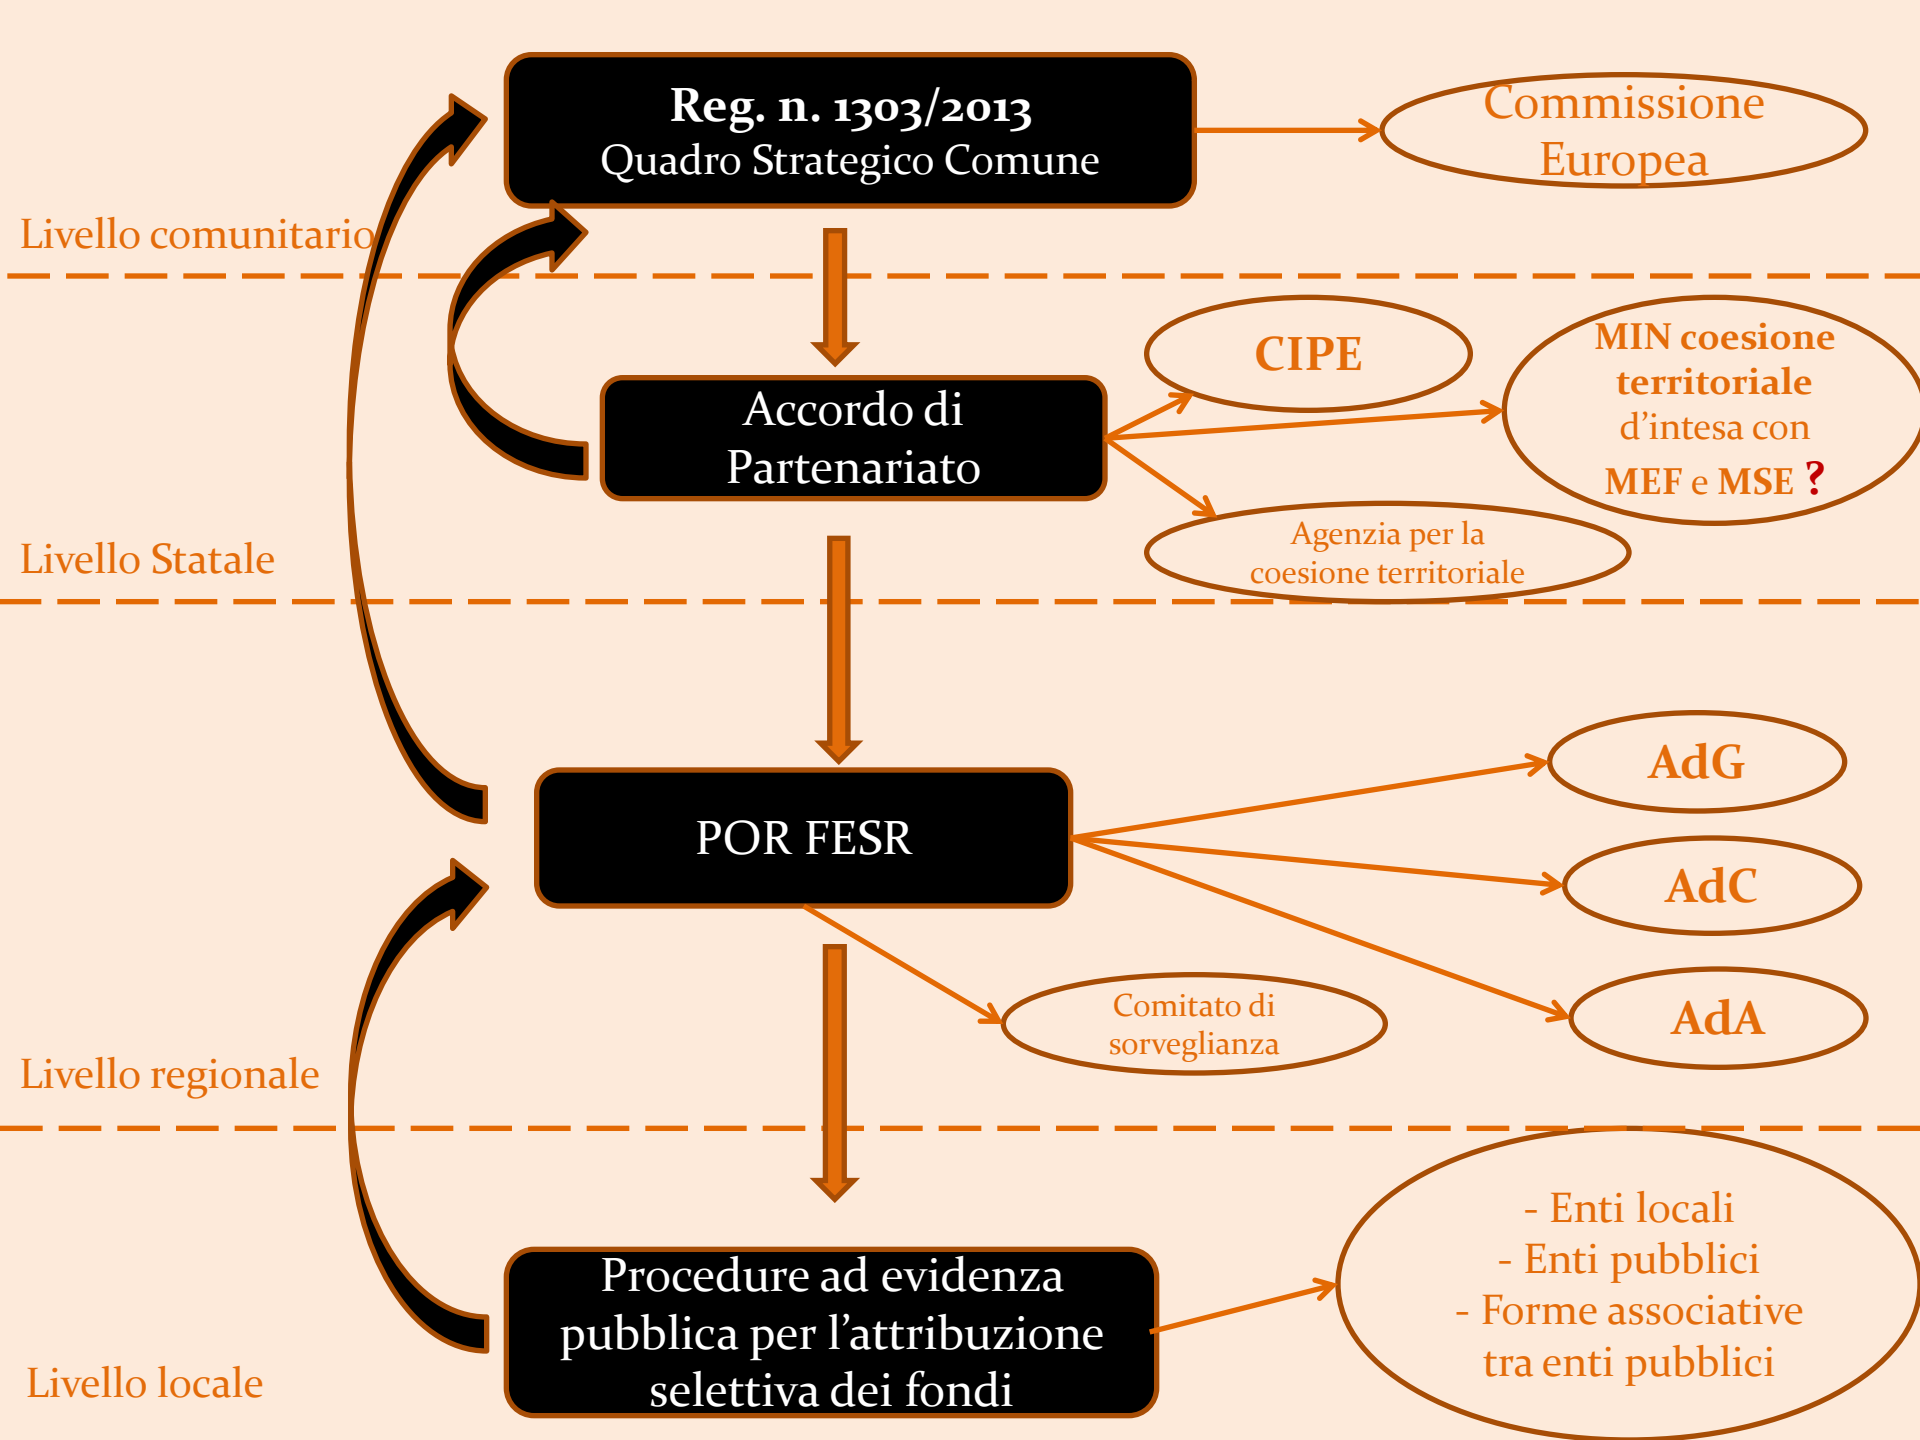 Reg. n. 1303/2013
Quadro Strategico Comune
Commissione
Europea
Livello comunitario
CIPE
MIN coesione
territoriale
d’intesa con
MEF e MSE ?
Accordo di
Partenariato
Agenzia per la
coesione territoriale
Livello Statale
POR FESR
AdG
AdC
AdA
Comitato di
sorveglianza
Livello regionale
Procedure ad evidenza
pubblica per l’attribuzione
selettiva dei fondi
- Enti locali
- Enti pubblici
- Forme associative
tra enti pubblici
Livello locale